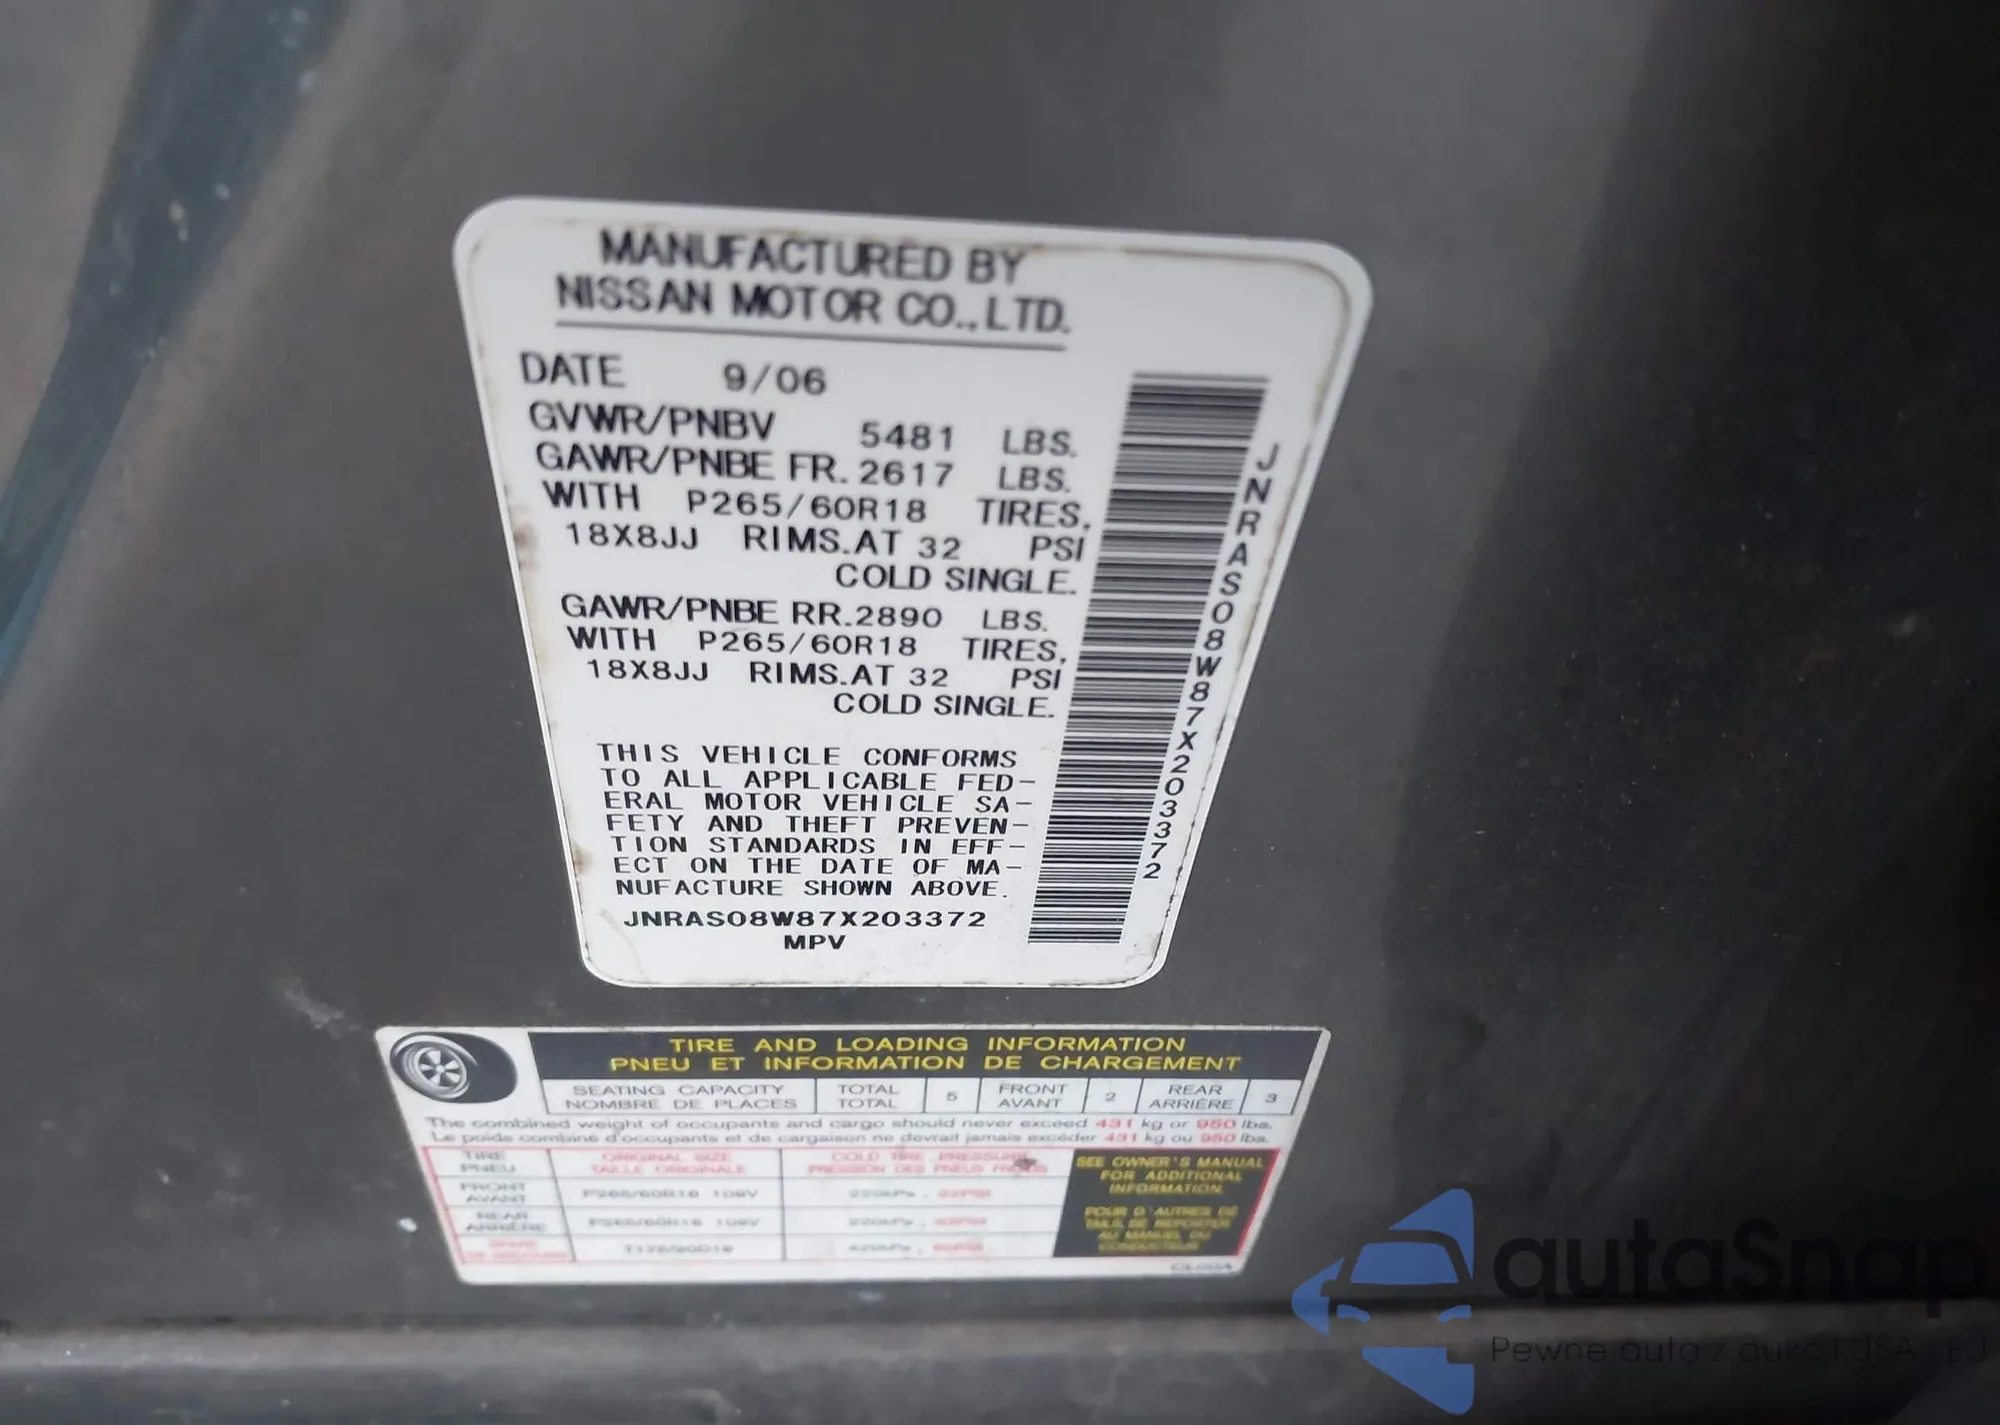 MANUFACTURED BY
NISSAN MOTOR CO.,LTD.
DATE 9/06
GVWR/PNBV 5481 LBS.
GAWR/PNBE FR. 2617 LBS.
WITH P265/60R18 TIRES,
18X8JJ RIMS.AT 32 PSI
COLD SINGLE.
GAWR/PNBE RR.2890 LBS.
WITH P265/60R18 TIRES,
18X8JJ RIMS.AT 32 PSI
COLD SINGLE.
THIS VEHICLE CONFORMS
TO ALL APPLICABLE FED-
ERAL MOTOR VEHICLE SA-
FETY AND THEFT PREVEN-
TION STANDARDS IN EFF-
ECT ON THE DATE OF MA-
NUFACTURE SHOWN ABOVE.
JNRAS08W87X203372
MPV
JNRAS08W87X203372
TIRE AND LOADING INFORMATION
PNEU ET INFORMATION DE CHARGEMENT
SEATING CAPACITY TOTAL 5 FRONT 2 REAR 3
NOMBRE DE PLACES TOTAL AVANT ARRIÈRE
The combined weight of occupants and cargo should never exceed 431 kg or 950 lbs.
Le poids combiné d'occupants et de cargaison ne devrait jamais excéder 431 kg ou 950 lbs.
TIRE ORIGINAL SIZE COLD TIRE PRESSURE
PNEU TAILLE ORIGINALE PRESSION DES PNEUS FROIDS
FRONT
AVANT
REAR
ARRIÈRE
SEE OWNER'S MANUAL
FOR ADDITIONAL
INFORMATION
autaSnap
Pewne auta z